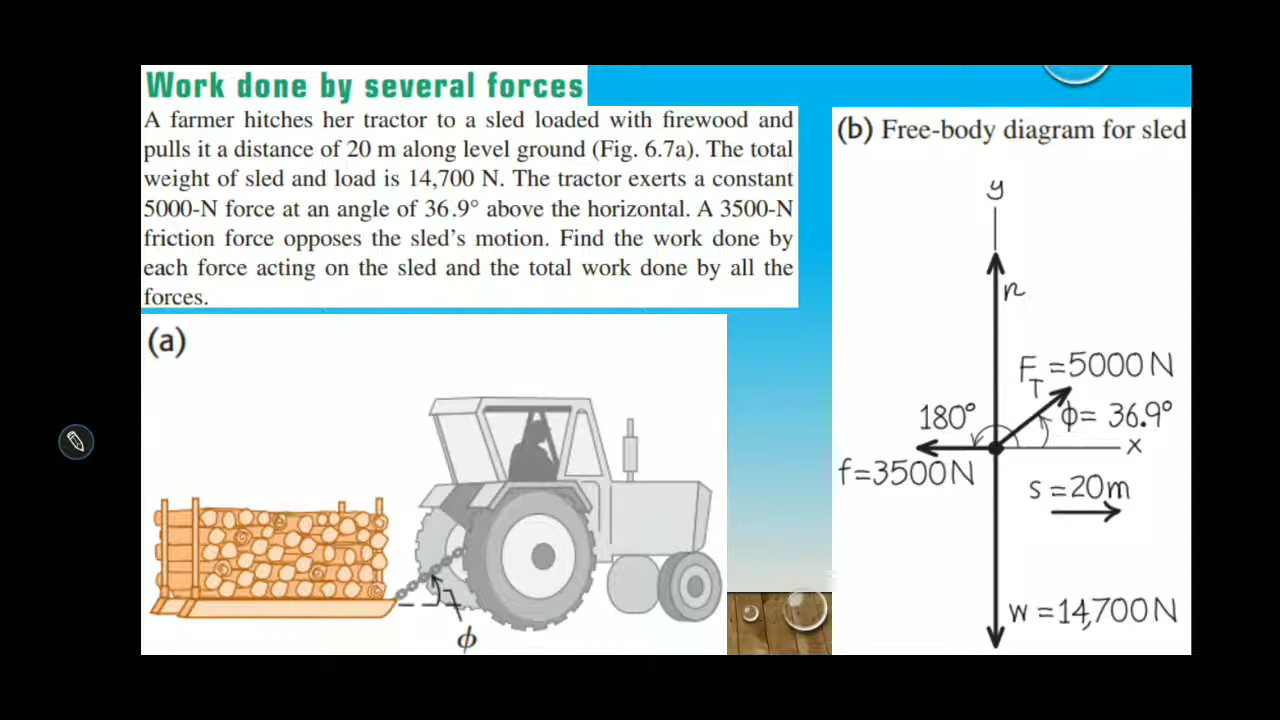 Work done by several forces
A farmer hitches her tractor to a sled loaded with firewood and
pulls it a distance of 20 m along level ground (Fig. 6.7a). The total
weight of sled and load is 14,700 N. The tractor exerts a constant
5000-N force at an angle of 36.9° above the horizontal. A 3500-N
friction force opposes the sled's motion. Find the work done by
each force acting on the sled and the total work done by all the
forces.
(a)
ϕ
(b) Free-body diagram for sled
y
n
F_T = 5000 N
180°
ϕ = 36.9°
x
f = 3500 N
s = 20 m
w = 14,700 N